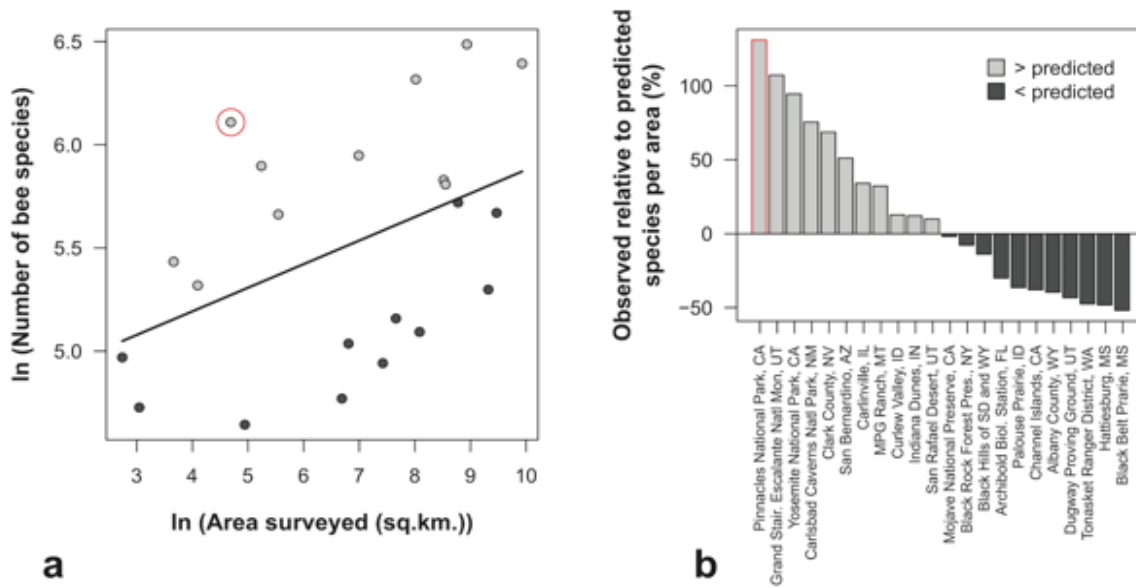 6.5
6.0
5.5
5.0
ln (Number of bee species)
3 4 5 6 7 8 9 10
ln (Area surveyed (sq.km.))
a
Observed relative to predicted
species per area (%)
100
50
0
−50
> predicted
< predicted
Pinnacles National Park, CA
Grand Stair. Escalante Natl Mon, UT
Yosemite National Park, CA
Carlsbad Caverns Natl Park, NM
Clark County, NV
San Bernardino, AZ
Carlinville, IL
MPG Ranch, MT
Curlew Valley, ID
Indiana Dunes, IN
San Rafael Desert, UT
Mojave National Preserve, CA
Black Rock Forest Pres., NY
Black Hills of SD and WY
Archbold Biol. Station, FL
Palouse Prairie, ID
Channel Islands, CA
Albany County, WY
Dugway Proving Ground, UT
Tonasket Ranger District, WA
Hattiesburg, MS
Black Belt Prarie, MS
b